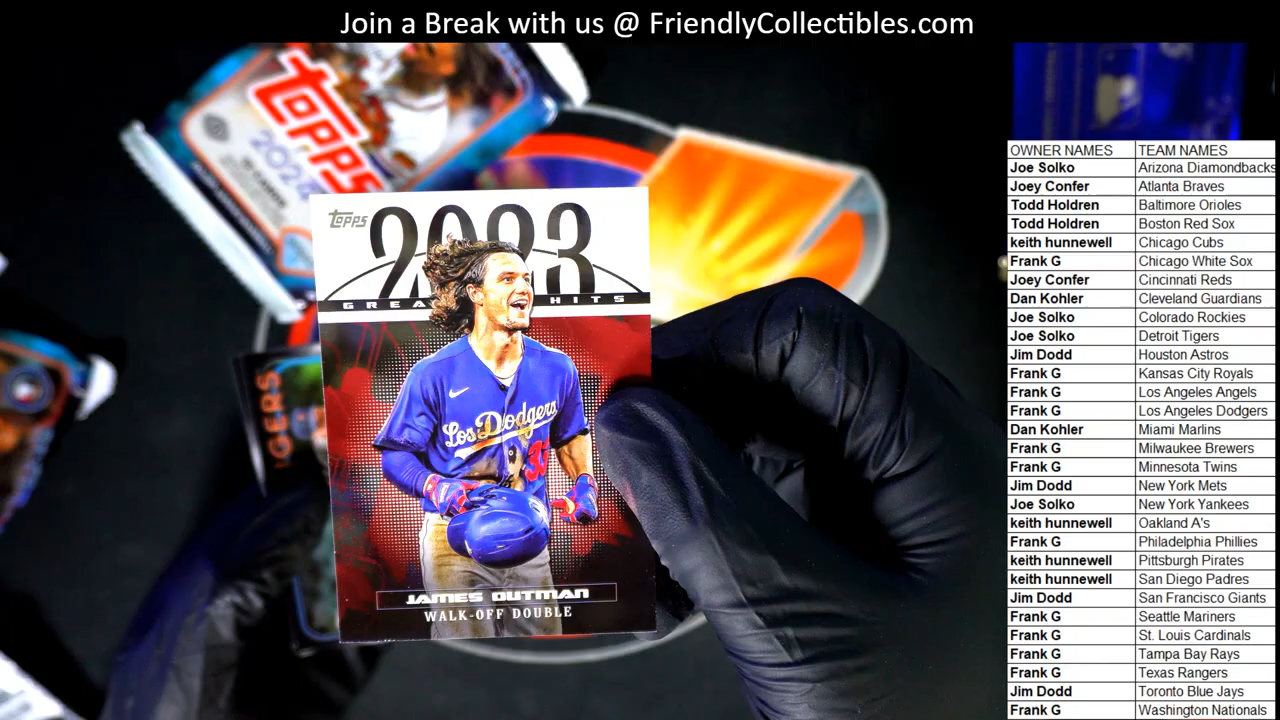 Join a Break with us @ FriendlyCollectibles.com
topps
2024
topps
2023
GREA HITS
Los Dodgers
33
JAMES OUTMAN
WALK-OFF DOUBLE
IGERS
OWNER NAMES TEAM NAMES
Joe Solko Arizona Diamondbacks
Joey Confer Atlanta Braves
Todd Holdren Baltimore Orioles
Todd Holdren Boston Red Sox
keith hunnewell Chicago Cubs
Frank G Chicago White Sox
Joey Confer Cincinnati Reds
Dan Kohler Cleveland Guardians
Joe Solko Colorado Rockies
Joe Solko Detroit Tigers
Jim Dodd Houston Astros
Frank G Kansas City Royals
Frank G Los Angeles Angels
Frank G Los Angeles Dodgers
Dan Kohler Miami Marlins
Frank G Milwaukee Brewers
Frank G Minnesota Twins
Jim Dodd New York Mets
Joe Solko New York Yankees
keith hunnewell Oakland A's
Frank G Philadelphia Phillies
keith hunnewell Pittsburgh Pirates
keith hunnewell San Diego Padres
Jim Dodd San Francisco Giants
Frank G Seattle Mariners
Frank G St. Louis Cardinals
Frank G Tampa Bay Rays
Frank G Texas Rangers
Jim Dodd Toronto Blue Jays
Frank G Washington Nationals